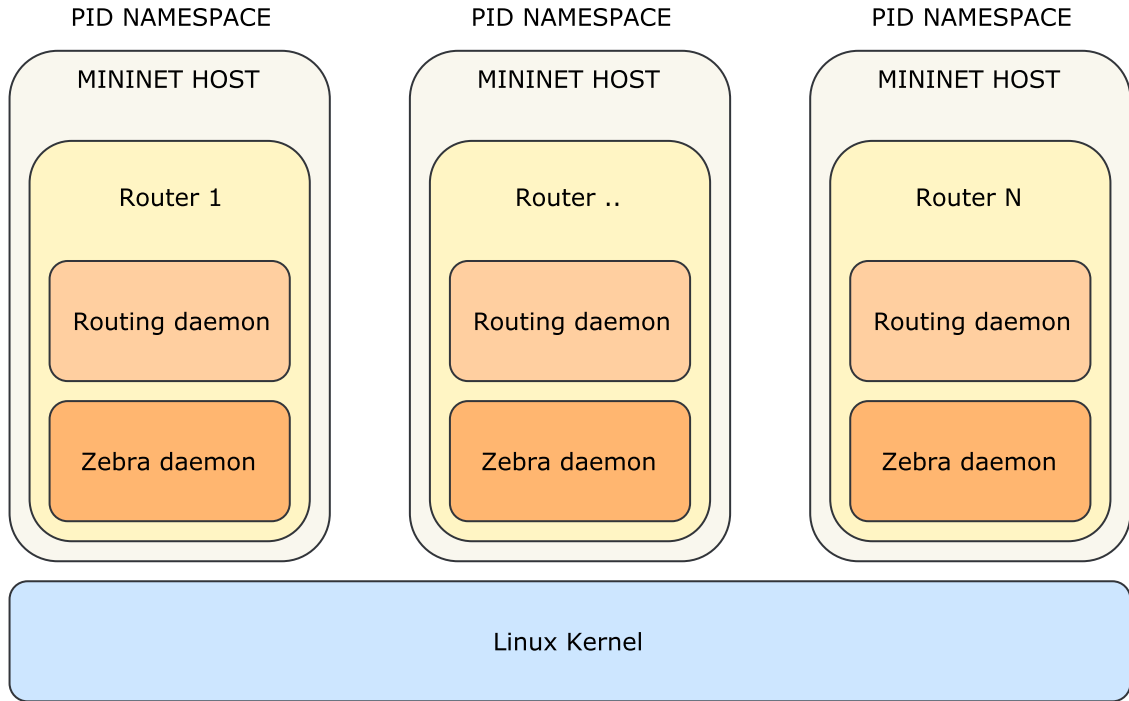 PID NAMESPACE
PID NAMESPACE
PID NAMESPACE
MININET HOST
MININET HOST
MININET HOST
Router 1
Router ..
Router N
Routing daemon
Routing daemon
Routing daemon
Zebra daemon
Zebra daemon
Zebra daemon
Linux Kernel